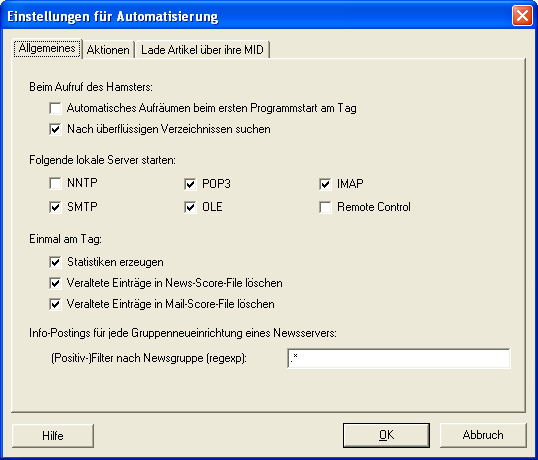 Einstellungen für Automatisierung
Allgemeines Aktionen Lade Artikel über ihre MID
Beim Aufruf des Hamsters:
Automatisches Aufräumen beim ersten Programmstart am Tag
Nach überflüssigen Verzeichnissen suchen
Folgende lokale Server starten:
NNTP POP3 IMAP
SMTP OLE Remote Control
Einmal am Tag:
Statistiken erzeugen
Veraltete Einträge in News-Score-File löschen
Veraltete Einträge in Mail-Score-File löschen
Info-Postings für jede Gruppenneueinrichtung eines Newsservers:
(Positiv-)Filter nach Newsgruppe (regexp): .*
Hilfe OK Abbruch